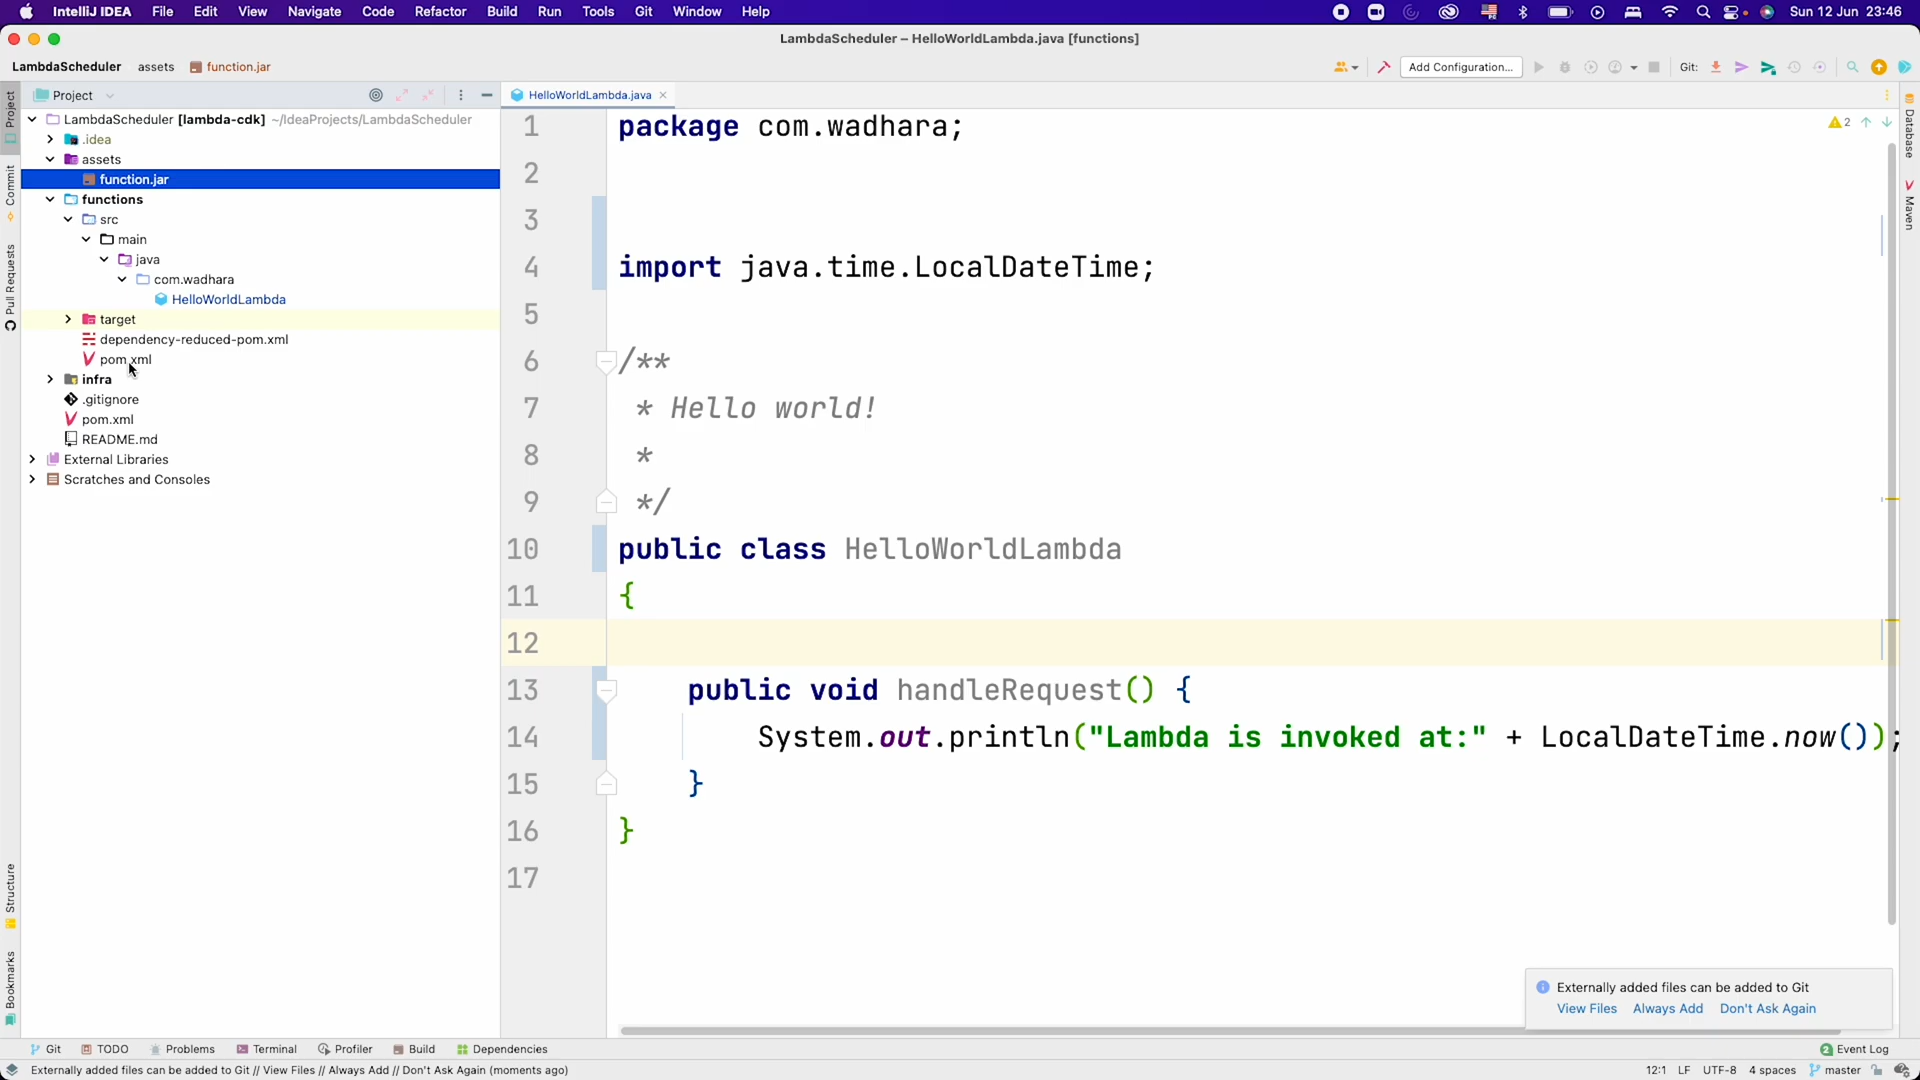 IntelliJ IDEA File Edit View Navigate Code Refactor Build Run Tools Git Window Help Sun 12 Jun 23:46
LambdaScheduler – HelloWorldLambda.java [functions]
LambdaScheduler assets function.jar Add Configuration... Git:
Project HelloWorldLambda.java
LambdaScheduler [lambda-cdk] ~/IdeaProjects/LambdaScheduler
.idea
assets
function.jar
functions
src
main
java
com.wadhara
HelloWorldLambda
target
dependency-reduced-pom.xml
pom.xml
infra
.gitignore
pom.xml
README.md
External Libraries
Scratches and Consoles
Project
Commit
Pull Requests
Structure
Bookmarks
1 package com.wadhara;
2
3
4 import java.time.LocalDateTime;
5
6 /**
7 * Hello world!
8 *
9 */
10 public class HelloWorldLambda
11 {
12
13 public void handleRequest() {
14 System.out.println("Lambda is invoked at:" + LocalDateTime.now());
15 }
16 }
17
2
Database
Maven
Externally added files can be added to Git
View Files Always Add Don't Ask Again
Git TODO Problems Terminal Profiler Build Dependencies 2 Event Log
Externally added files can be added to Git // View Files // Always Add // Don't Ask Again (moments ago) 12:1 LF UTF-8 4 spaces master